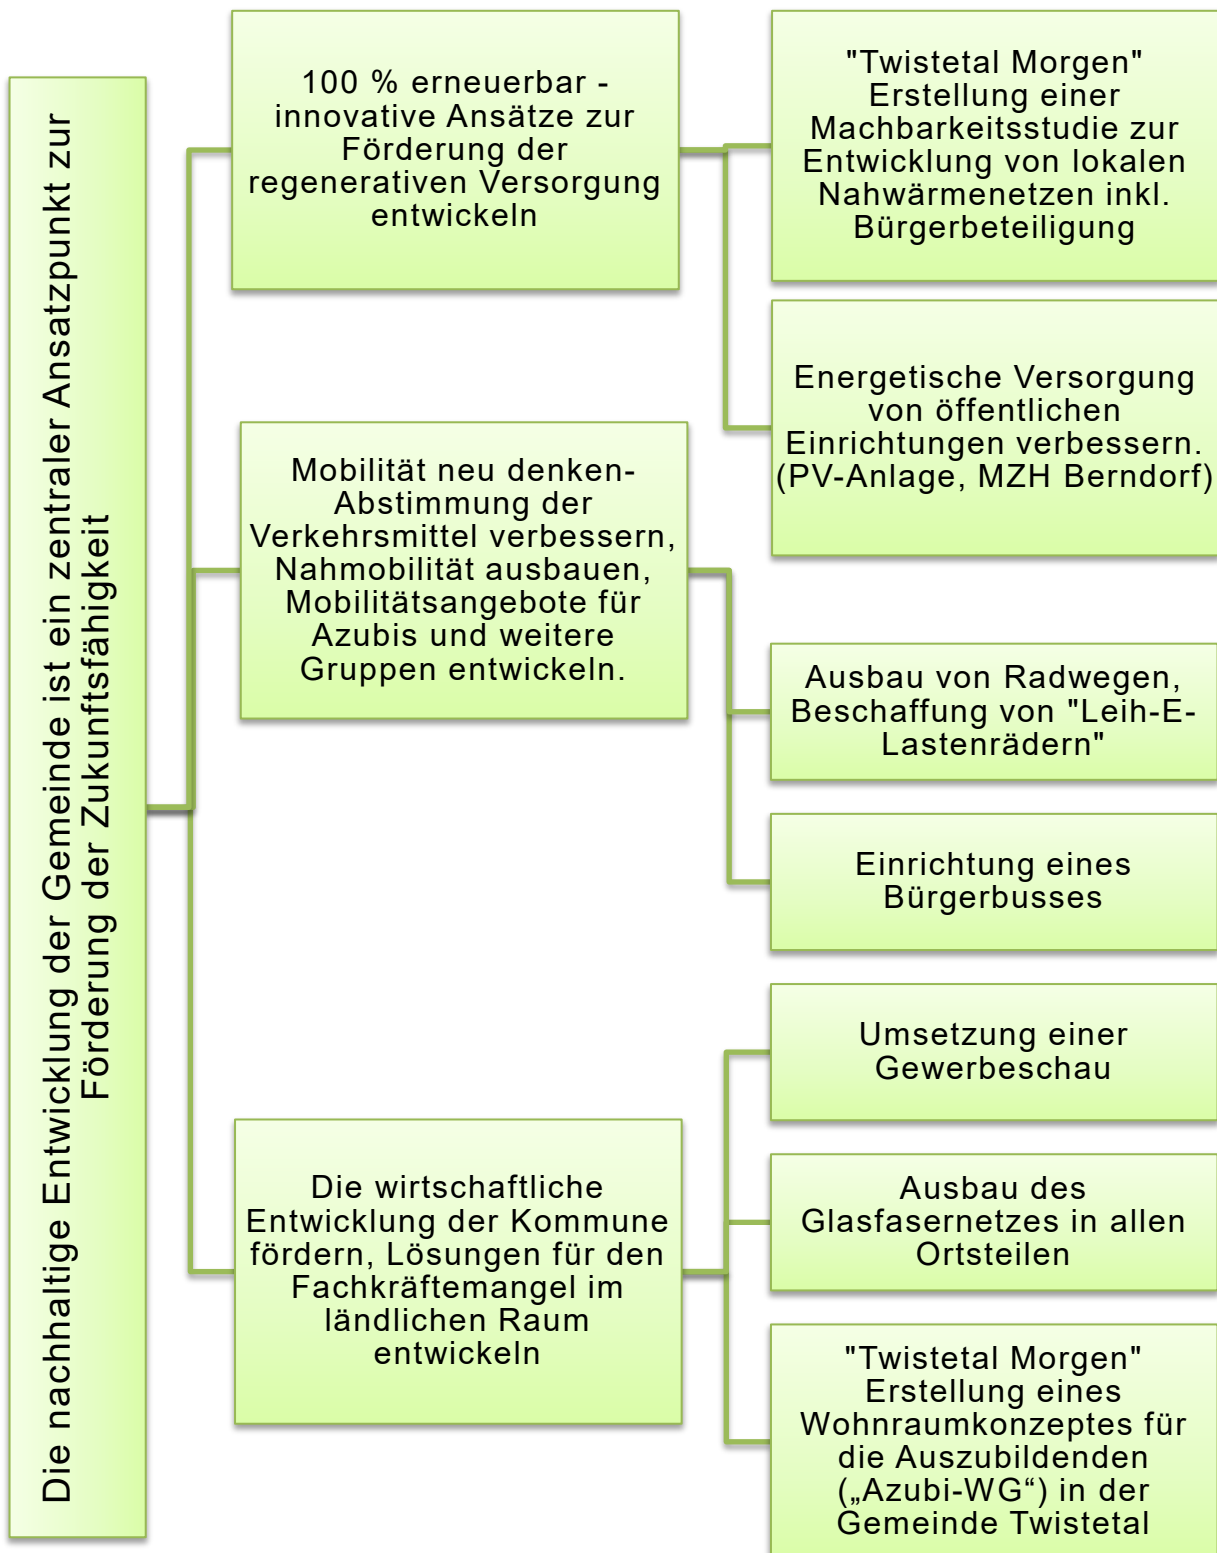 Die nachhaltige Entwicklung der Gemeinde ist ein zentraler Ansatzpunkt zur
Förderung der Zukunftsfähigkeit
100 % erneuerbar -
innovative Ansätze zur
Förderung der
regenerativen Versorgung
entwickeln
"Twistetal Morgen"
Erstellung einer
Machbarkeitsstudie zur
Entwicklung von lokalen
Nahwärmenetzen inkl.
Bürgerbeteiligung
Energetische Versorgung
von öffentlichen
Einrichtungen verbessern.
(PV-Anlage, MZH Berndorf)
Mobilität neu denken-
Abstimmung der
Verkehrsmittel verbessern,
Nahmobilität ausbauen,
Mobilitätsangebote für
Azubis und weitere
Gruppen entwickeln.
Ausbau von Radwegen,
Beschaffung von "Leih-E-
Lastenrädern"
Einrichtung eines
Bürgerbusses
Die wirtschaftliche
Entwicklung der Kommune
fördern, Lösungen für den
Fachkräftemangel im
ländlichen Raum
entwickeln
Umsetzung einer
Gewerbeschau
Ausbau des
Glasfasernetzes in allen
Ortsteilen
"Twistetal Morgen"
Erstellung eines
Wohnraumkonzeptes für
die Auszubildenden
(„Azubi-WG“) in der
Gemeinde Twistetal